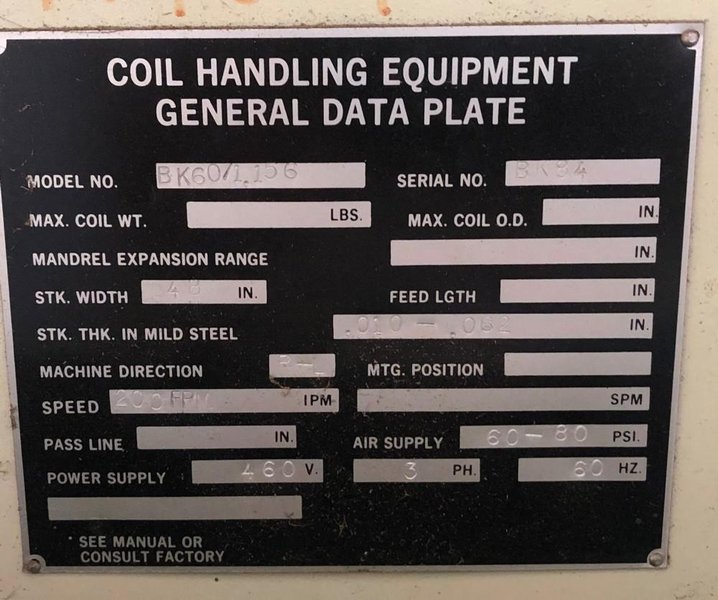 COIL HANDLING EQUIPMENT
GENERAL DATA PLATE
MODEL NO. BK60/1.156 SERIAL NO. BK84
MAX. COIL WT. LBS. MAX. COIL O.D. IN.
MANDREL EXPANSION RANGE IN.
STK. WIDTH 48 IN. FEED LGTH IN.
STK. THK. IN MILD STEEL .010-.062 IN.
MACHINE DIRECTION R-L MTG. POSITION
SPEED 200 FPM IPM SPM
PASS LINE IN. AIR SUPPLY 60-80 PSI.
POWER SUPPLY 460 V. 3 PH. 60 HZ.
* SEE MANUAL OR
CONSULT FACTORY